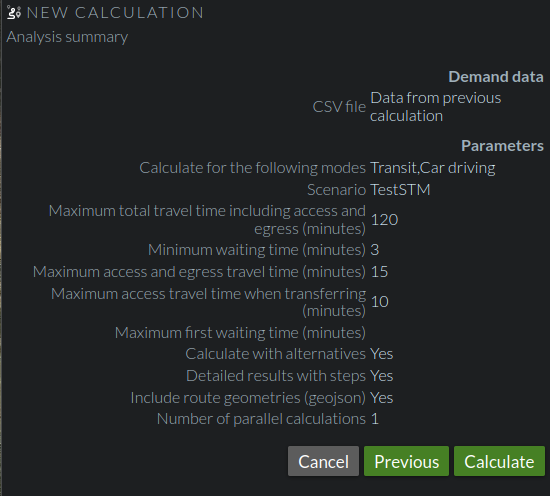 NEW CALCULATION
Analysis summary
Demand data
CSV file Data from previous
calculation
Parameters
Calculate for the following modes Transit,Car driving
Scenario TestSTM
Maximum total travel time including access and
egress (minutes) 120
Minimum waiting time (minutes) 3
Maximum access and egress travel time (minutes) 15
Maximum access travel time when transferring
(minutes) 10
Maximum first waiting time (minutes)
Calculate with alternatives Yes
Detailed results with steps Yes
Include route geometries (geojson) Yes
Number of parallel calculations 1
Cancel Previous Calculate